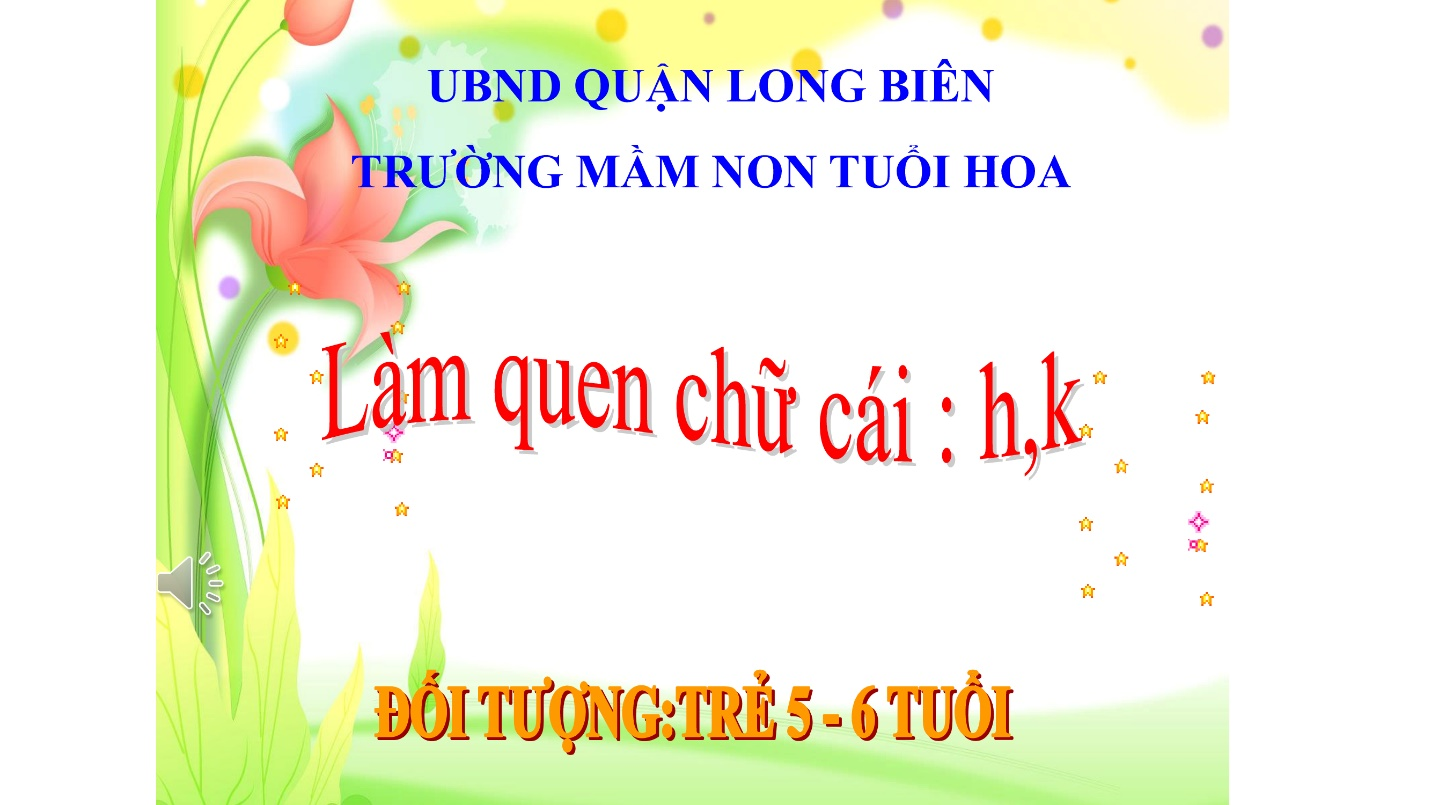 UBND QUẬN LONG BIÊN
TRƯỜNG MẦM NON TUỔI HOA
Làm quen chữ cái : h,k
ĐỐI TƯỢNG:TRẺ 5 - 6 TUỔI